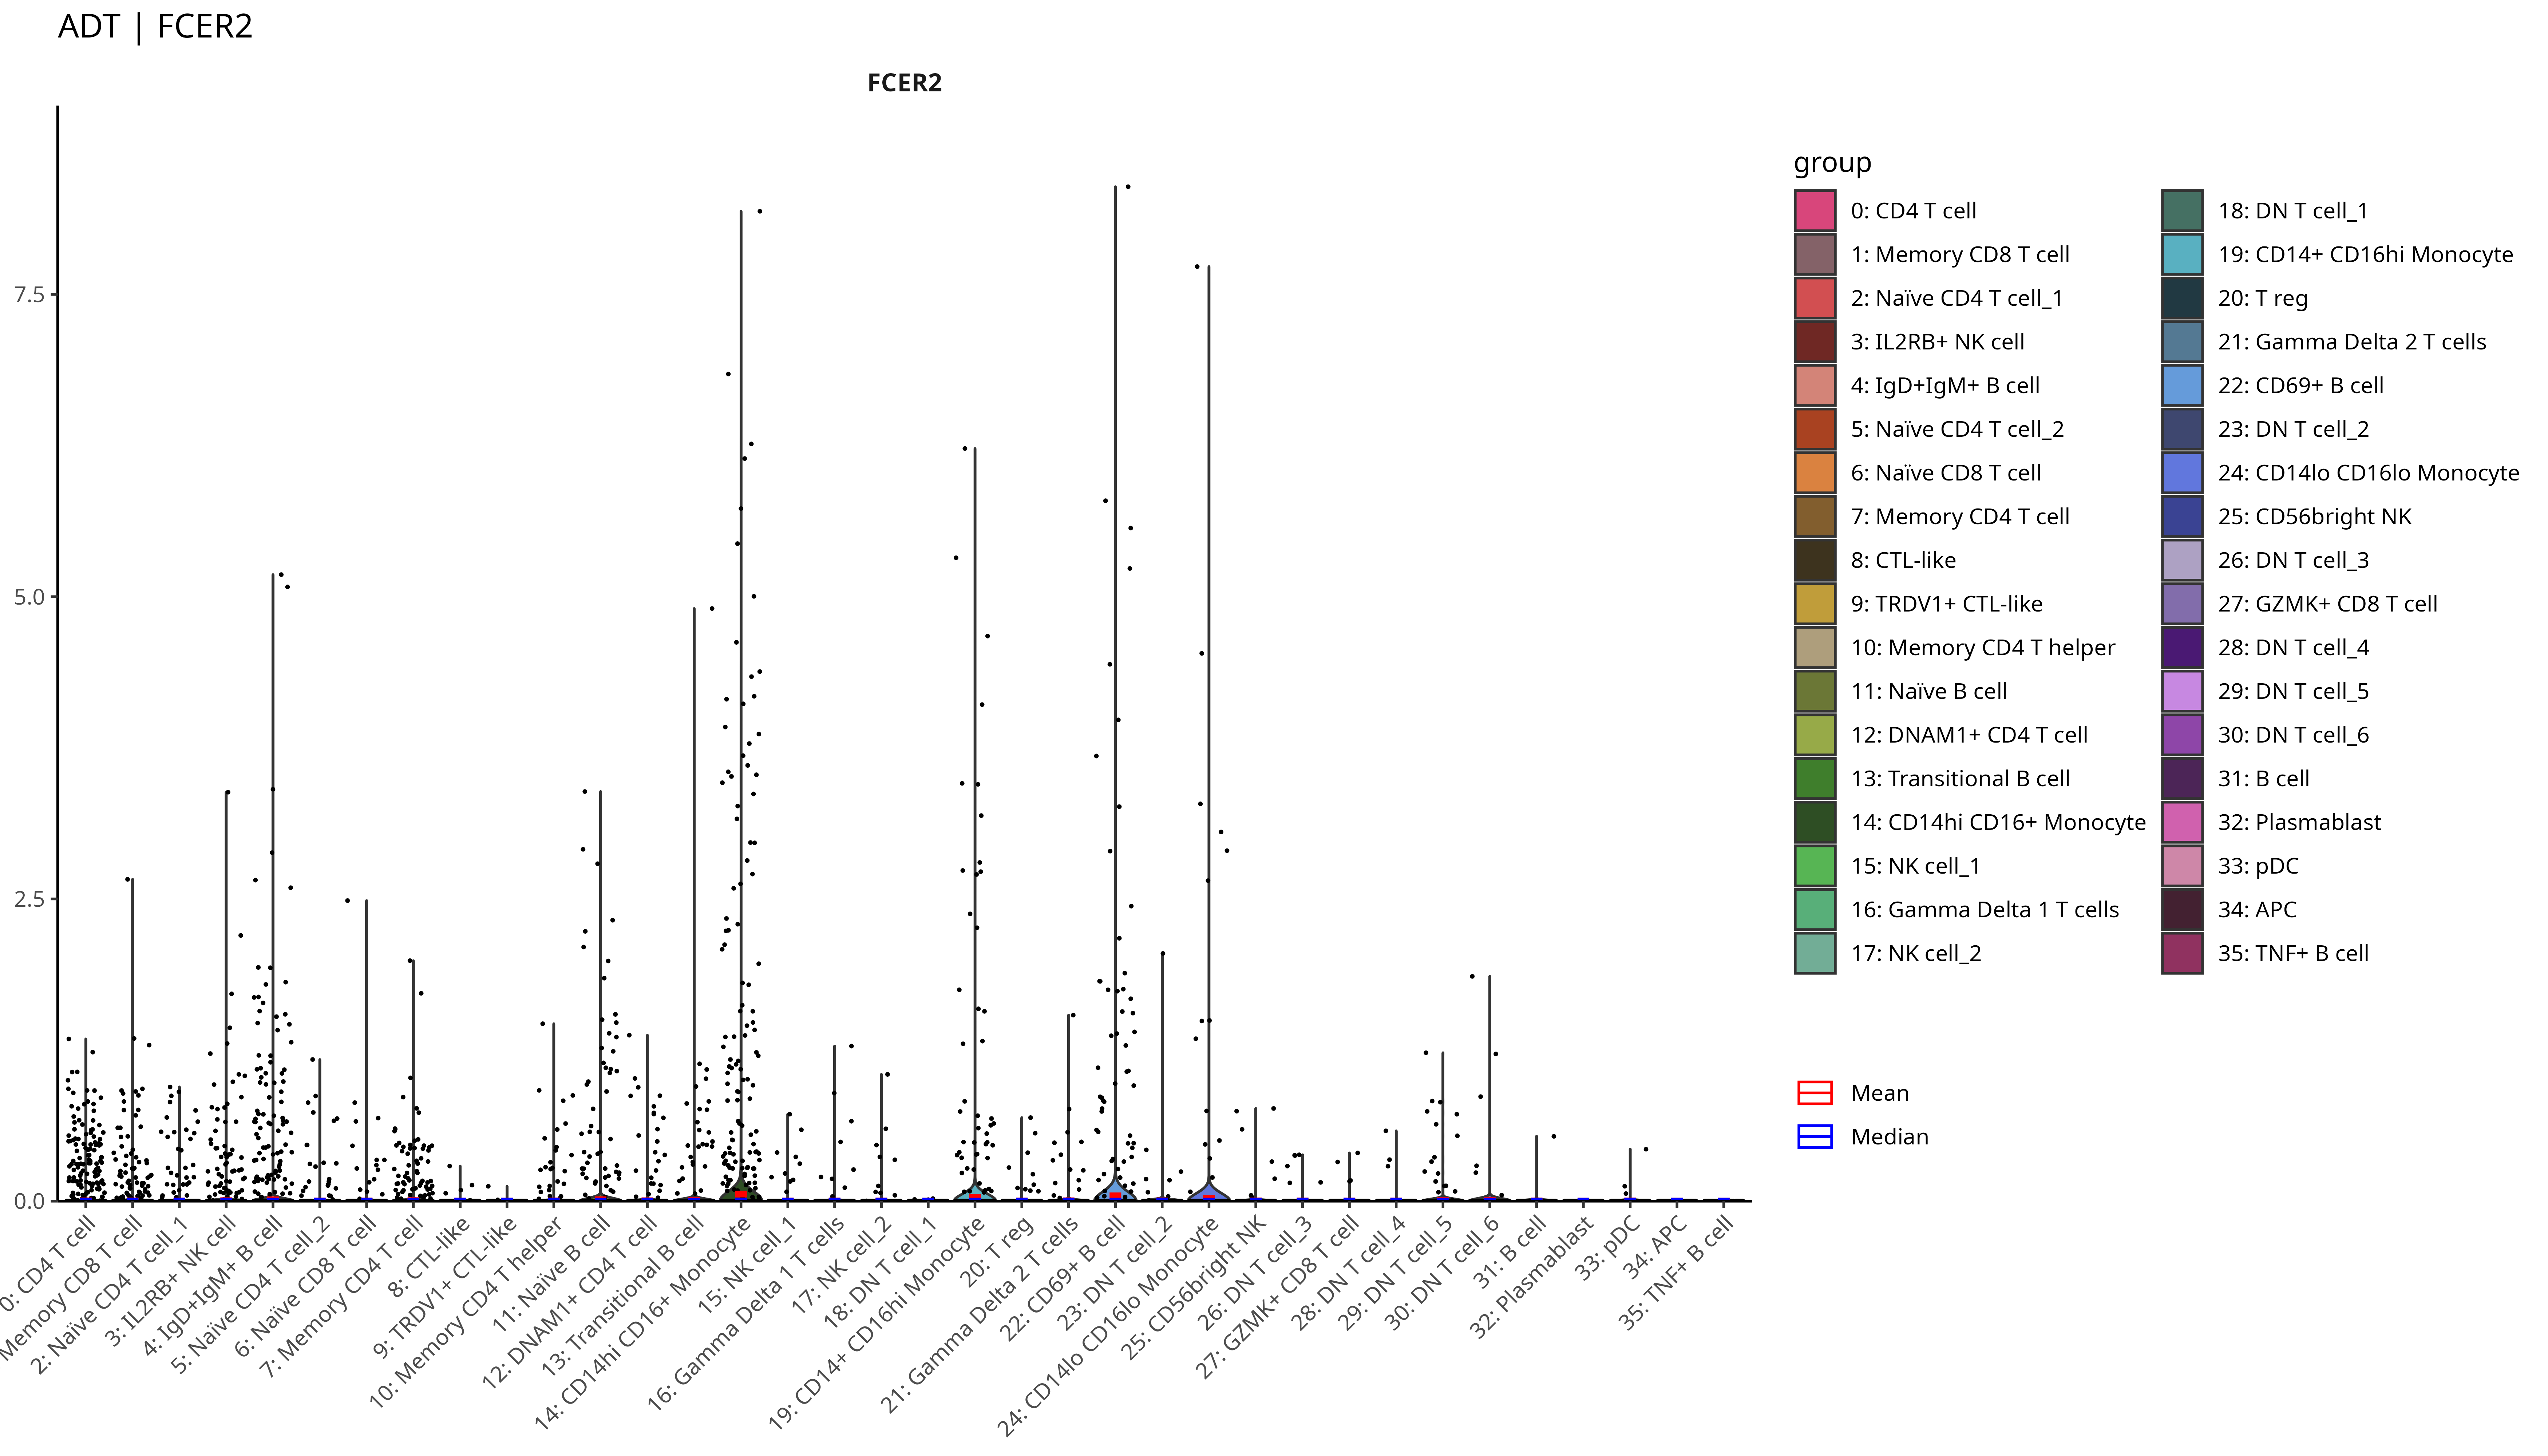 ADT | FCER2
FCER2
7.5
5.0
2.5
0.0
0: CD4 T cell
Memory CD8 T cell
2: Naïve CD4 T cell_1
3: IL2RB+ NK cell
4: IgD+IgM+ B cell
5: Naïve CD4 T cell_2
6: Naïve CD8 T cell
7: Memory CD4 T cell
8: CTL-like
9: TRDV1+ CTL-like
10: Memory CD4 T helper
11: Naïve B cell
12: DNAM1+ CD4 T cell
13: Transitional B cell
14: CD14hi CD16+ Monocyte
15: NK cell_1
16: Gamma Delta 1 T cells
17: NK cell_2
18: DN T cell_1
19: CD14+ CD16hi Monocyte
20: T reg
21: Gamma Delta 2 T cells
22: CD69+ B cell
23: DN T cell_2
24: CD14lo CD16lo Monocyte
25: CD56bright NK
26: DN T cell_3
27: GZMK+ CD8 T cell
28: DN T cell_4
29: DN T cell_5
30: DN T cell_6
31: B cell
32: Plasmablast
33: pDC
34: APC
35: TNF+ B cell
group
0: CD4 T cell
1: Memory CD8 T cell
2: Naïve CD4 T cell_1
3: IL2RB+ NK cell
4: IgD+IgM+ B cell
5: Naïve CD4 T cell_2
6: Naïve CD8 T cell
7: Memory CD4 T cell
8: CTL-like
9: TRDV1+ CTL-like
10: Memory CD4 T helper
11: Naïve B cell
12: DNAM1+ CD4 T cell
13: Transitional B cell
14: CD14hi CD16+ Monocyte
15: NK cell_1
16: Gamma Delta 1 T cells
17: NK cell_2
18: DN T cell_1
19: CD14+ CD16hi Monocyte
20: T reg
21: Gamma Delta 2 T cells
22: CD69+ B cell
23: DN T cell_2
24: CD14lo CD16lo Monocyte
25: CD56bright NK
26: DN T cell_3
27: GZMK+ CD8 T cell
28: DN T cell_4
29: DN T cell_5
30: DN T cell_6
31: B cell
32: Plasmablast
33: pDC
34: APC
35: TNF+ B cell
Mean
Median